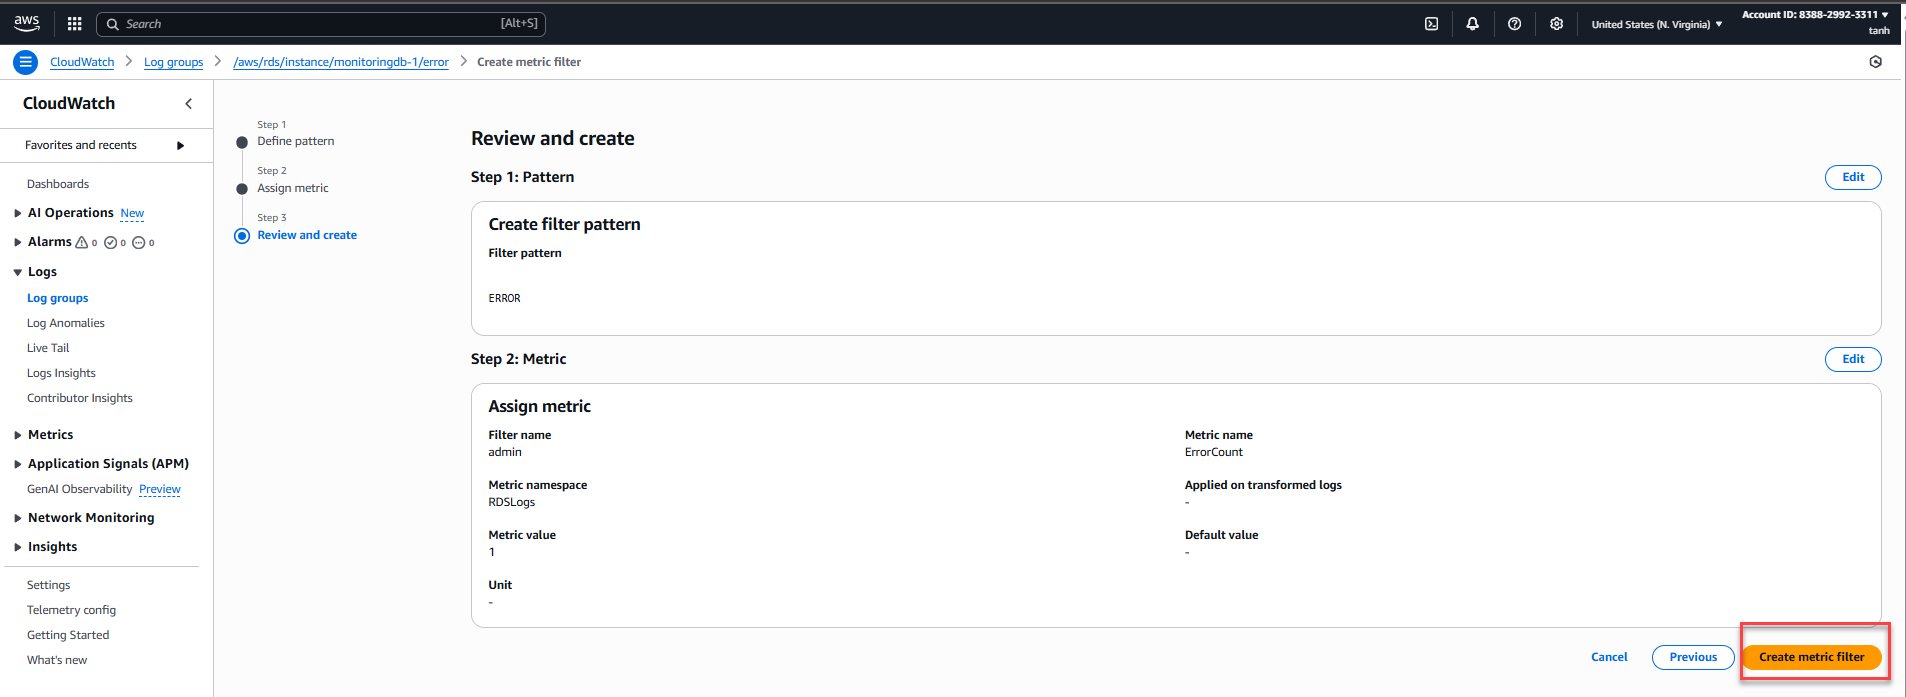 aws
Search
[Alt+S]
United States (N. Virginia)
Account ID: 8388-2992-3311
tanh
CloudWatch
Log groups
/aws/rds/instance/monitoringdb-1/error
Create metric filter
CloudWatch
Favorites and recents
Dashboards
AI Operations New
Alarms 0 0 0
Logs
Log groups
Log Anomalies
Live Tail
Logs Insights
Contributor Insights
Metrics
Application Signals (APM)
GenAI Observability Preview
Network Monitoring
Insights
Settings
Telemetry config
Getting Started
What's new
Step 1
Define pattern
Step 2
Assign metric
Step 3
Review and create
Review and create
Step 1: Pattern
Edit
Create filter pattern
Filter pattern
ERROR
Step 2: Metric
Edit
Assign metric
Filter name
admin
Metric name
ErrorCount
Metric namespace
RDSLogs
Applied on transformed logs
-
Metric value
1
Default value
-
Unit
-
Cancel
Previous
Create metric filter